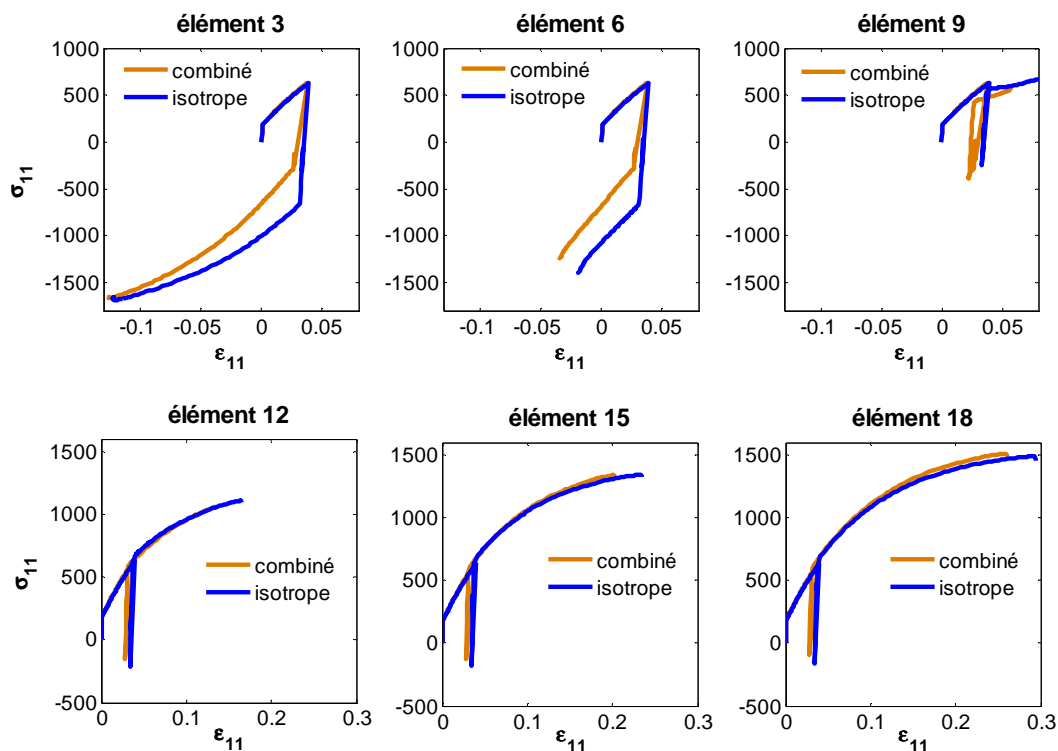 élément 3
1000
500
0
-500
-1000
-1500
σ11
combiné
isotrope
-0.1
-0.05
0
0.05
ε11
élément 6
1000
500
0
-500
-1000
-1500
combiné
isotrope
-0.1
-0.05
0
0.05
ε11
élément 9
1000
500
0
-500
-1000
-1500
combiné
isotrope
-0.1
-0.05
0
0.05
ε11
élément 12
1500
1000
500
0
-500
σ11
combiné
isotrope
0
0.1
0.2
0.3
ε11
élément 15
1500
1000
500
0
-500
combiné
isotrope
0
0.1
0.2
0.3
ε11
élément 18
1500
1000
500
0
-500
combiné
isotrope
0
0.1
0.2
0.3
ε11